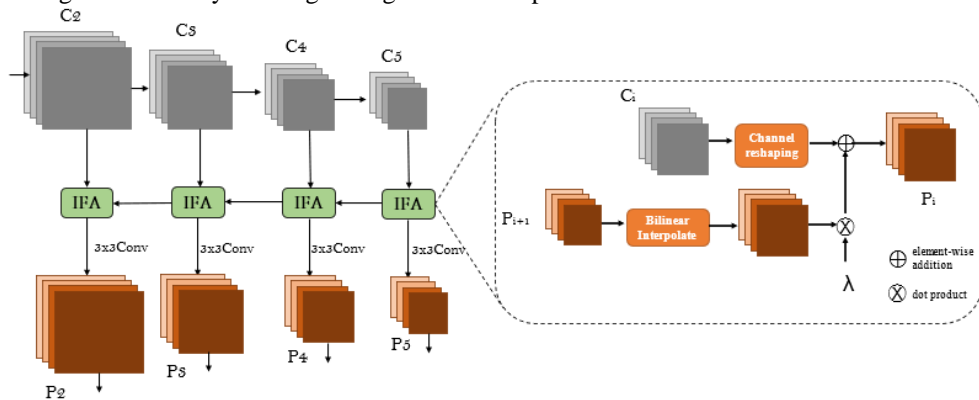 C2
C3
C4
C5
IFA
IFA
IFA
IFA
3x3Conv
3x3Conv
3x3Conv
3x3Conv
P2
P3
P4
P5
Ci
Channel
reshaping
Pi
Pi+1
Bilinear
Interpolate
λ
element-wise
addition
dot product